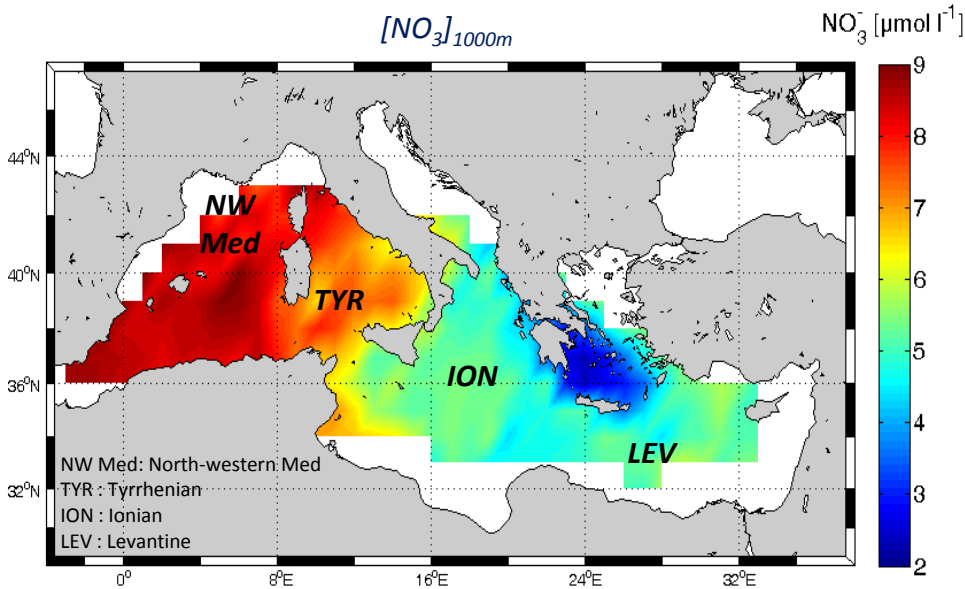 [NO3]1000m
NO3- [µmol l-1]
9
8
7
6
5
4
3
2
44°N
40°N
36°N
32°N
NW
Med
TYR
ION
LEV
NW Med: North-western Med
TYR : Tyrrhenian
ION : Ionian
LEV : Levantine
0° 8°E 16°E 24°E 32°E